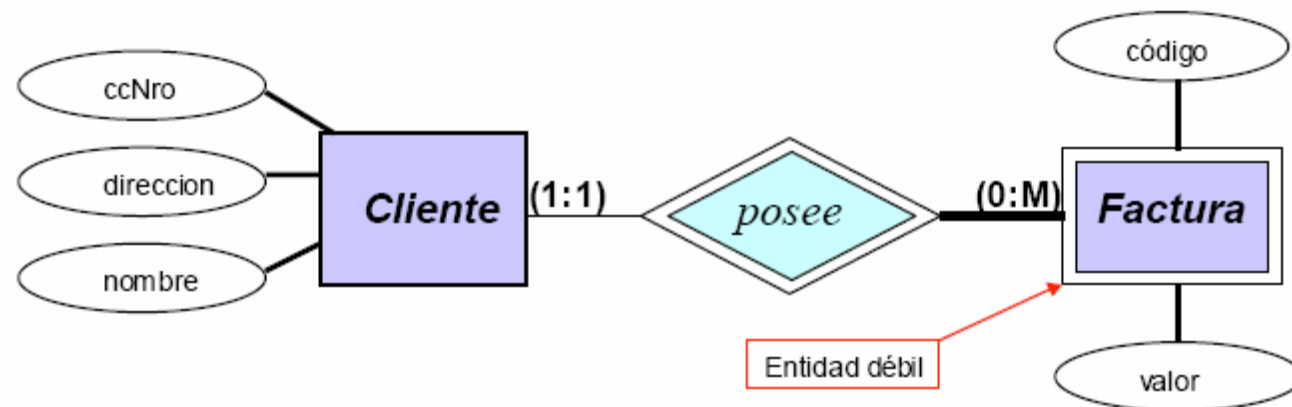 código
ccNro
direccion
Cliente
(1:1)
posee
(0:M)
Factura
nombre
Entidad débil
valor